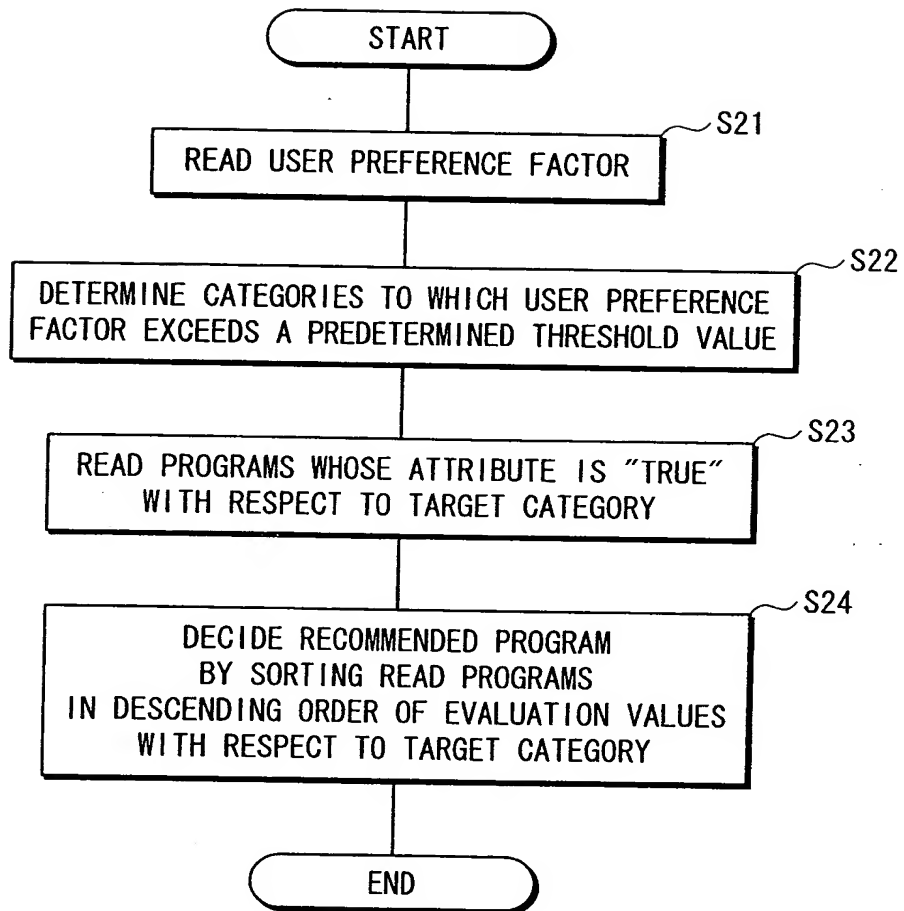 START
S21
READ USER PREFERENCE FACTOR
S22
DETERMINE CATEGORIES TO WHICH USER PREFERENCE
FACTOR EXCEEDS A PREDETERMINED THRESHOLD VALUE
S23
READ PROGRAMS WHOSE ATTRIBUTE IS "TRUE"
WITH RESPECT TO TARGET CATEGORY
S24
DECIDE RECOMMENDED PROGRAM
BY SORTING READ PROGRAMS
IN DESCENDING ORDER OF EVALUATION VALUES
WITH RESPECT TO TARGET CATEGORY
END